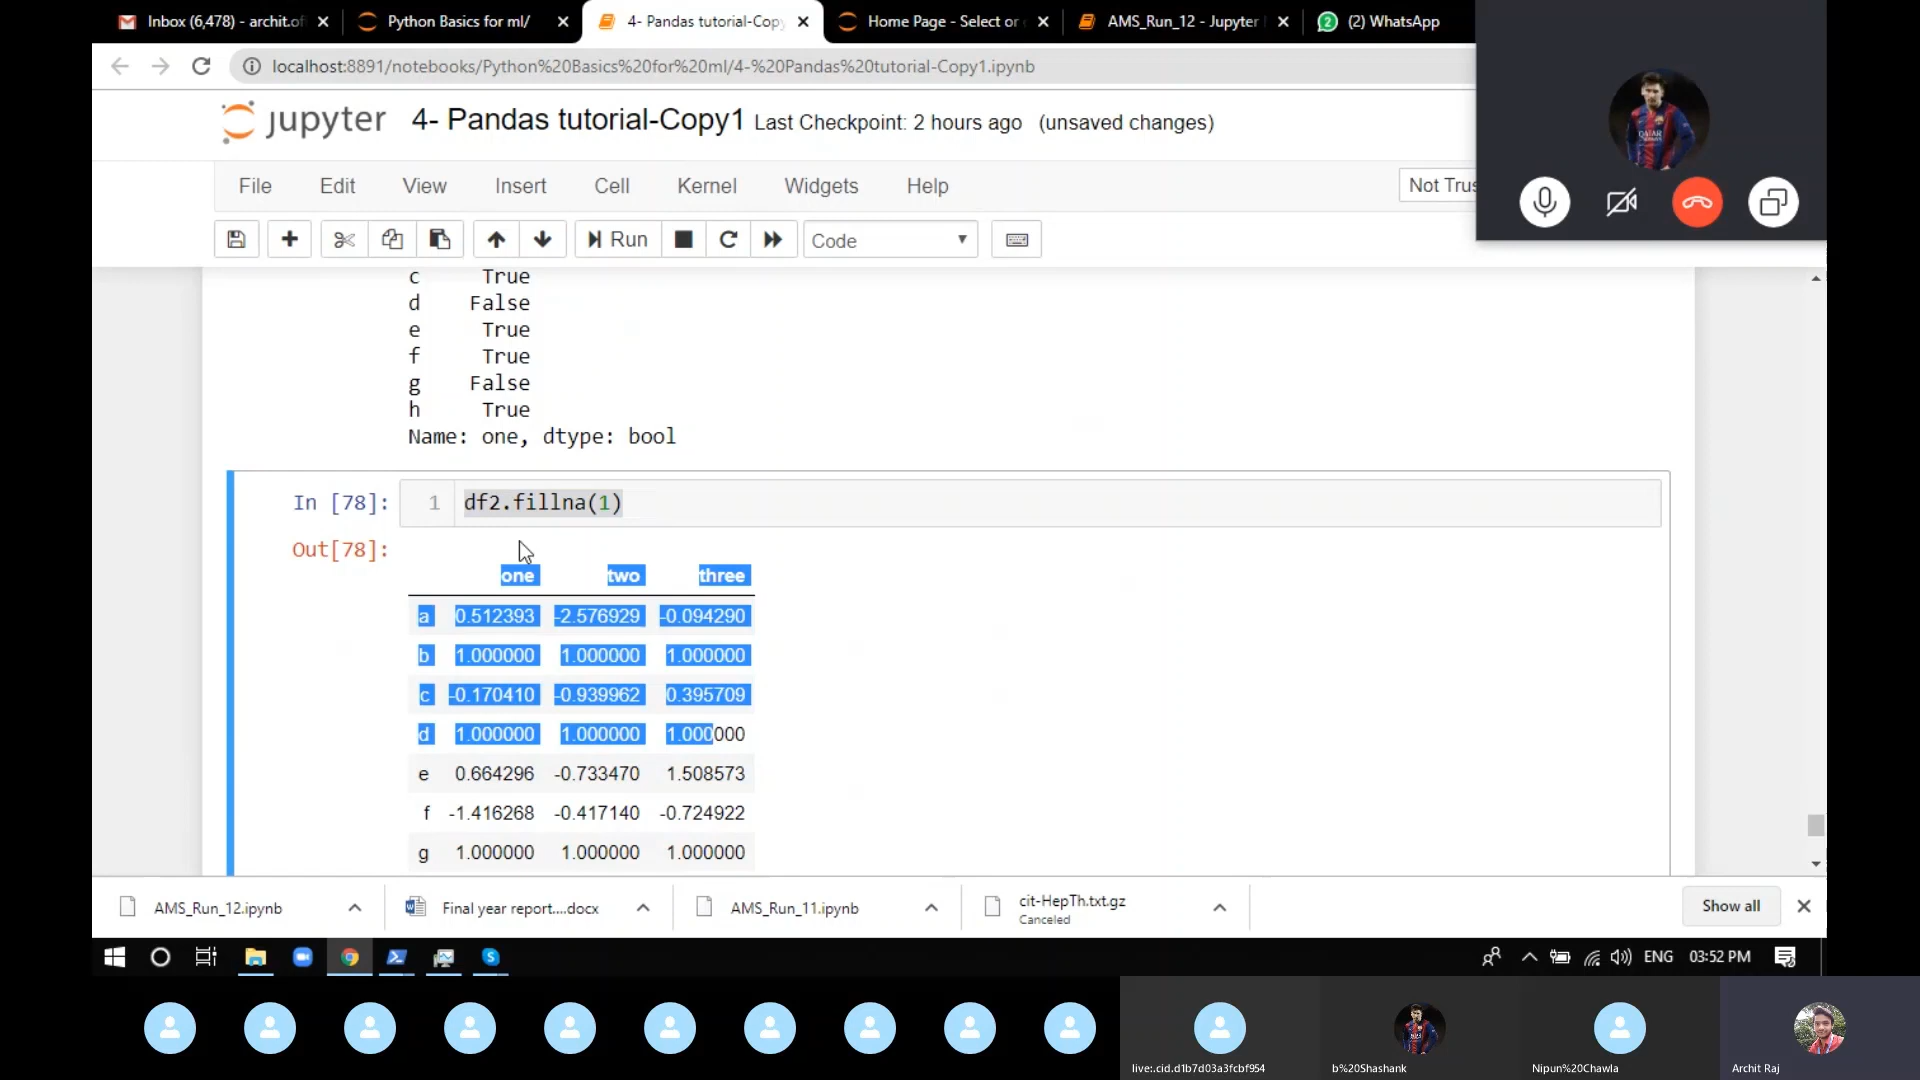 Inbox (6,478) - archit.of
Python Basics for ml/
4- Pandas tutorial-Copy
Home Page - Select or
AMS_Run_12 - Jupyter
2
(2) WhatsApp
localhost:8891/notebooks/Python%20Basics%20for%20ml/4-%20Pandas%20tutorial-Copy1.ipynb
jupyter 4- Pandas tutorial-Copy1 Last Checkpoint: 2 hours ago (unsaved changes)
File Edit View Insert Cell Kernel Widgets Help Not Trus
Run Code
c True
d False
e True
f True
g False
h True
Name: one, dtype: bool
In [78]: 1 df2.fillna(1)
Out[78]:
one two three
a 0.512393 -2.576929 -0.094290
b 1.000000 1.000000 1.000000
c -0.170410 -0.939962 0.395709
d 1.000000 1.000000 1.000000
e 0.664296 -0.733470 1.508573
f -1.416268 -0.417140 -0.724922
g 1.000000 1.000000 1.000000
AMS_Run_12.ipynb
Final year report....docx
AMS_Run_11.ipynb
cit-HepTh.txt.gz
Canceled
Show all
ENG 03:52 PM
live:.cid.d1b7d03a3fcbf954
b%20Shashank
Nipun%20Chawla
Archit Raj